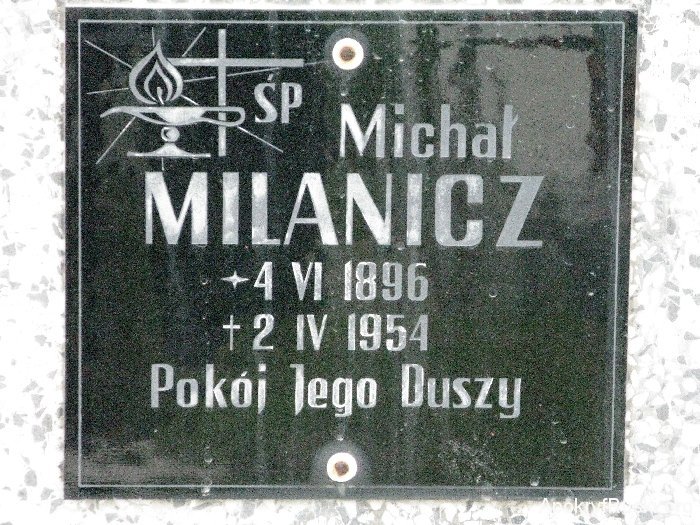 ŚP
Michał
MILANICZ
4 VI 1896
† 2 IV 1954
Pokój Jego Duszy